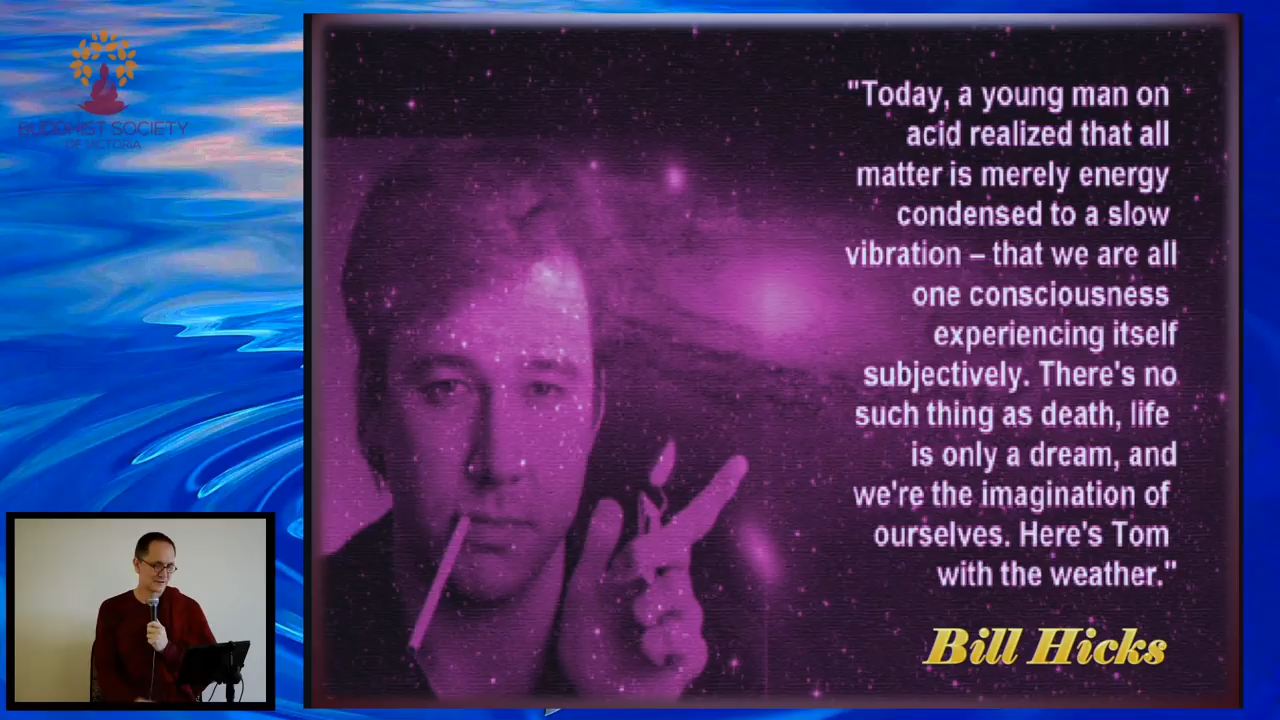 BUDDHIST SOCIETY
OF VICTORIA
"Today, a young man on
acid realized that all
matter is merely energy
condensed to a slow
vibration – that we are all
one consciousness
experiencing itself
subjectively. There's no
such thing as death, life
is only a dream, and
we're the imagination of
ourselves. Here's Tom
with the weather."
Bill Hicks